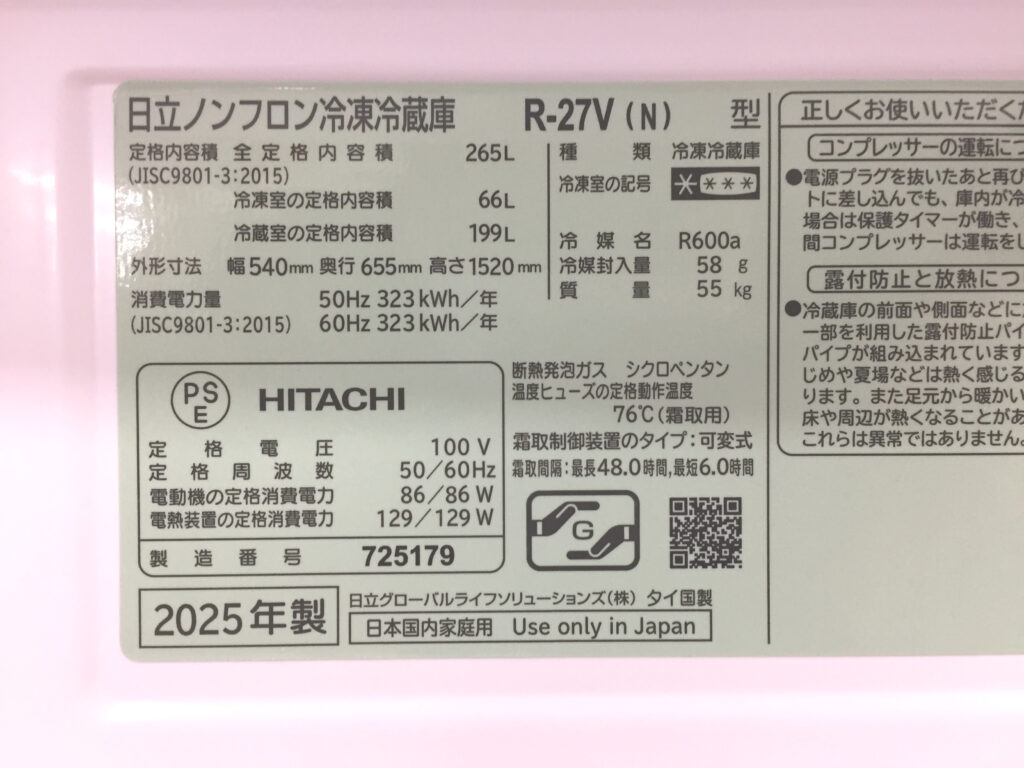 日立ノンフロン冷凍冷蔵庫 R-27V (N) 型
定格内容積 全定格内容積 265L
(JISC9801-3:2015)
冷凍室の定格内容積 66L
冷蔵室の定格内容積 199L
外形寸法 幅540mm 奥行655mm 高さ1520mm
消費電力量 50Hz 323kWh/年
(JISC9801-3:2015) 60Hz 323kWh/年
種類 冷凍冷蔵庫
冷凍室の記号
冷媒名 R600a
冷媒封入量 58 g
質量 55 kg
PS
E
HITACHI
定格電圧 100 V
定格周波数 50/60Hz
電動機の定格消費電力 86/86 W
電熱装置の定格消費電力 129/129 W
製造番号 725179
断熱発泡ガス シクロペンタン
温度ヒューズの定格動作温度
76℃(霜取用)
霜取制御装置のタイプ:可変式
霜取間隔:最長48.0時間,最短6.0時間
G
2025年製
日立グローバルライフソリューションズ(株) タイ国製
日本国内家庭用 Use only in Japan
正しくお使いいただくた
コンプレッサーの運転につ
●電源プラグを抜いたあと再び
トに差し込んでも、庫内が冷
場合は保護タイマーが働き、
間コンプレッサーは運転をし
露付防止と放熱につ
●冷蔵庫の前面や側面などに
一部を利用した露付防止パイ
パイプが組み込まれています
じめや夏場などは熱く感じる
ります。また足元から暖かい
床や周辺が熱くなることがあ
これらは異常ではありません。